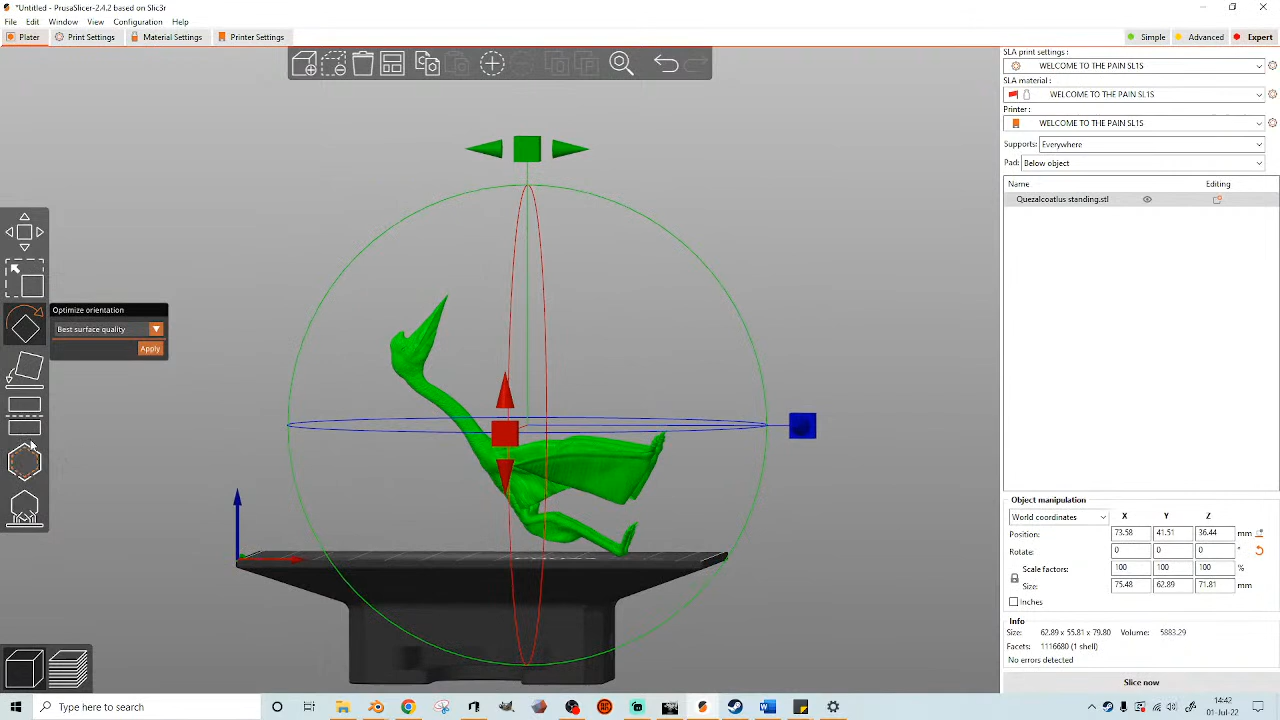 *Untitled - PrusaSlicer-2.4.2 based on Slic3r
File Edit Window View Configuration Help
Plater Print Settings Material Settings Printer Settings Simple Advanced Expert
SLA print settings :
WELCOME TO THE PAIN SL1S
SLA material :
WELCOME TO THE PAIN SL1S
Printer :
WELCOME TO THE PAIN SL1S
Supports: Everywhere
Pad: Below object
Name Editing
Quezalcoatlus standing.stl
Optimize orientation
Best surface quality
Apply
Object manipulation
World coordinates X Y Z
Position: 73.58 41.51 36.44 mm
Rotate: 0 0 0 °
Scale factors: 100 100 100 %
Size: 75.48 62.89 71.81 mm
Inches
Info
Size: 62.89 x 55.81 x 79.80 Volume: 5883.29
Facets: 1116680 (1 shell)
No errors detected
Slice now
Type here to search
14:42
01-Jul-22